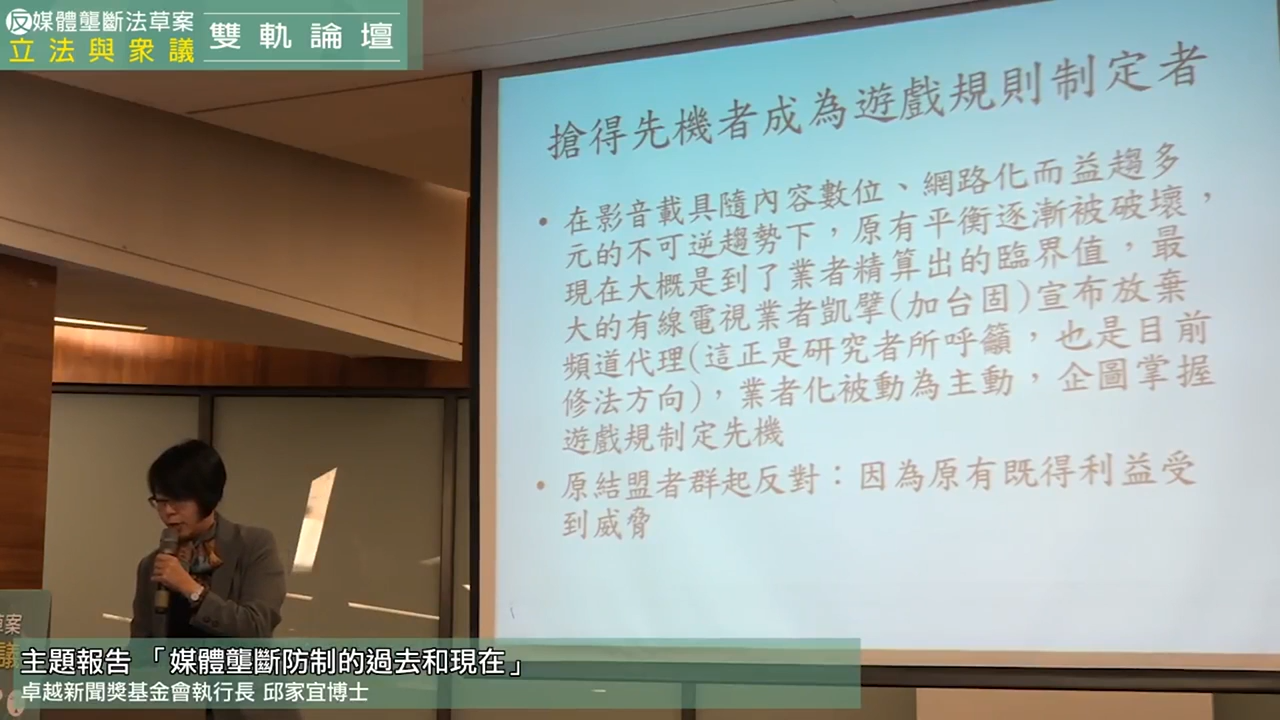 反媒體壟斷法草案
立法與眾議 雙軌論壇
搶得先機者成為遊戲規則制定者
• 在影音載具隨內容數位、網路化而益趨多
元的不可逆趨勢下，原有平衡逐漸被破壞，
現在大概是到了業者精算出的臨界值，最
大的有線電視業者凱擘(加台固)宣布放棄
頻道代理(這正是研究者所呼籲，也是目前
修法方向)，業者化被動為主動，企圖掌握
遊戲規制定先機
• 原結盟者群起反對：因為原有既得利益受
到威脅
草案
議
主題報告 「媒體壟斷防制的過去和現在」
卓越新聞獎基金會執行長 邱家宜博士